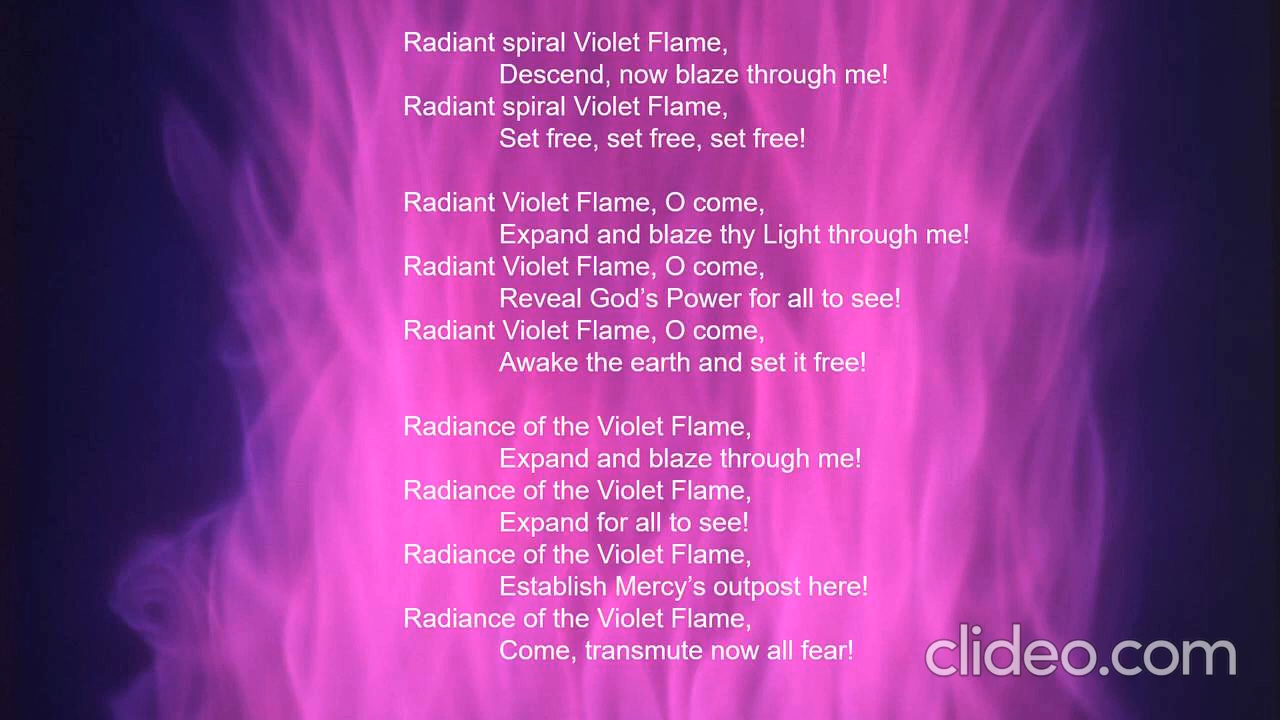 Radiant spiral Violet Flame,
Descend, now blaze through me!
Radiant spiral Violet Flame,
Set free, set free, set free!
Radiant Violet Flame, O come,
Expand and blaze thy Light through me!
Radiant Violet Flame, O come,
Reveal God’s Power for all to see!
Radiant Violet Flame, O come,
Awake the earth and set it free!
Radiance of the Violet Flame,
Expand and blaze through me!
Radiance of the Violet Flame,
Expand for all to see!
Radiance of the Violet Flame,
Establish Mercy’s outpost here!
Radiance of the Violet Flame,
Come, transmute now all fear!
clideo.com